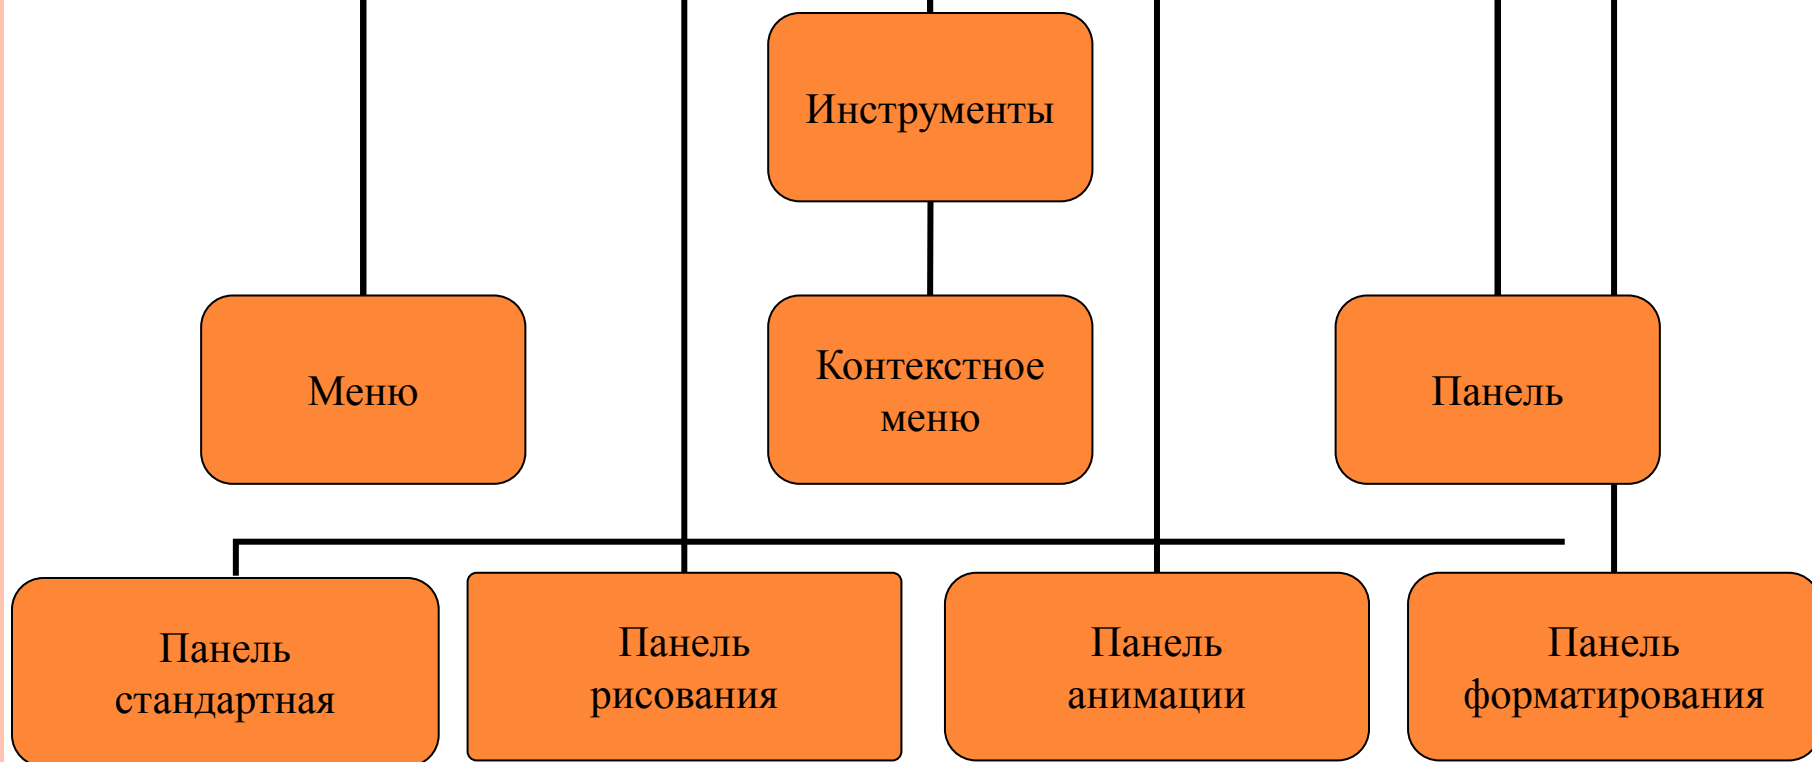 Инструменты
Меню
Контекстное
меню
Панель
Панель
стандартная
Панель
рисования
Панель
анимации
Панель
форматирования